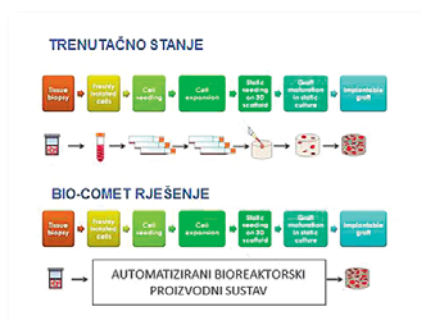 TRENUTAČNO STANJE
Tissue biopsy
Freshly isolated cells
Cell seeding
Cell expansion
Static seeding on 3D scaffold
Graft maturation in static culture
Implantable graft
BIO-COMET RJEŠENJE
Tissue biopsy
Freshly isolated cells
Cell seeding
Cell expansion
Static seeding on 3D scaffold
Graft maturation in static culture
Implantable graft
AUTOMATIZIRANI BIOREAKTORSKI
PROIZVODNI SUSTAV